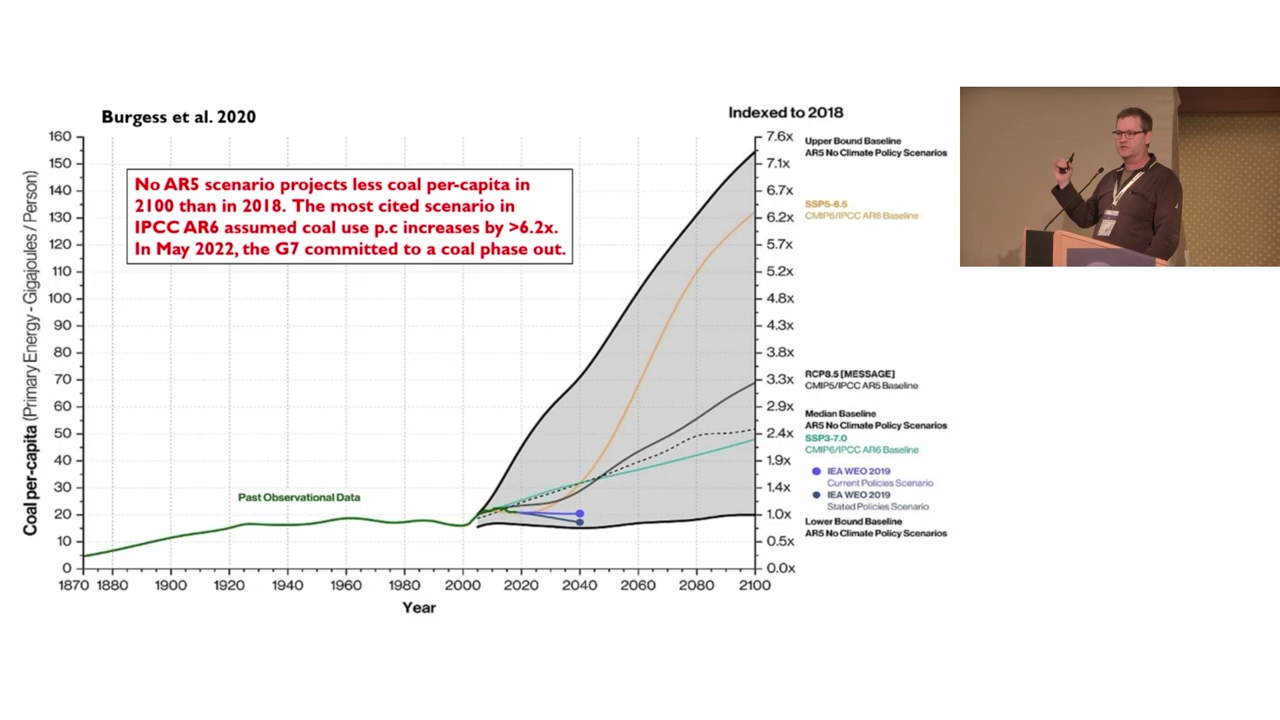 Burgess et al. 2020
Indexed to 2018
No AR5 scenario projects less coal per-capita in
2100 than in 2018. The most cited scenario in
IPCC AR6 assumed coal use p.c increases by >6.2x.
In May 2022, the G7 committed to a coal phase out.
Coal per-capita (Primary Energy - Gigajoules / Person)
160
150
140
130
120
110
100
90
80
70
60
50
40
30
20
10
0
Past Observational Data
1870 1880 1900 1920 1940 1960 1980 2000 2020 2040 2060 2080 2100
Year
7.6x
7.1x
6.7x
6.2x
5.7x
5.2x
4.8x
4.3x
3.8x
3.3x
2.9x
2.4x
1.9x
1.4x
1.0x
0.5x
0.0x
Upper Bound Baseline
AR5 No Climate Policy Scenarios
SSP5-8.5
CMIP6/IPCC AR6 Baseline
RCP8.5 [MESSAGE]
CMIP5/IPCC AR5 Baseline
Median Baseline
AR5 No Climate Policy Scenarios
SSP3-7.0
CMIP6/IPCC AR6 Baseline
IEA WEO 2019
Current Policies Scenario
IEA WEO 2019
Stated Policies Scenario
Lower Bound Baseline
AR5 No Climate Policy Scenarios